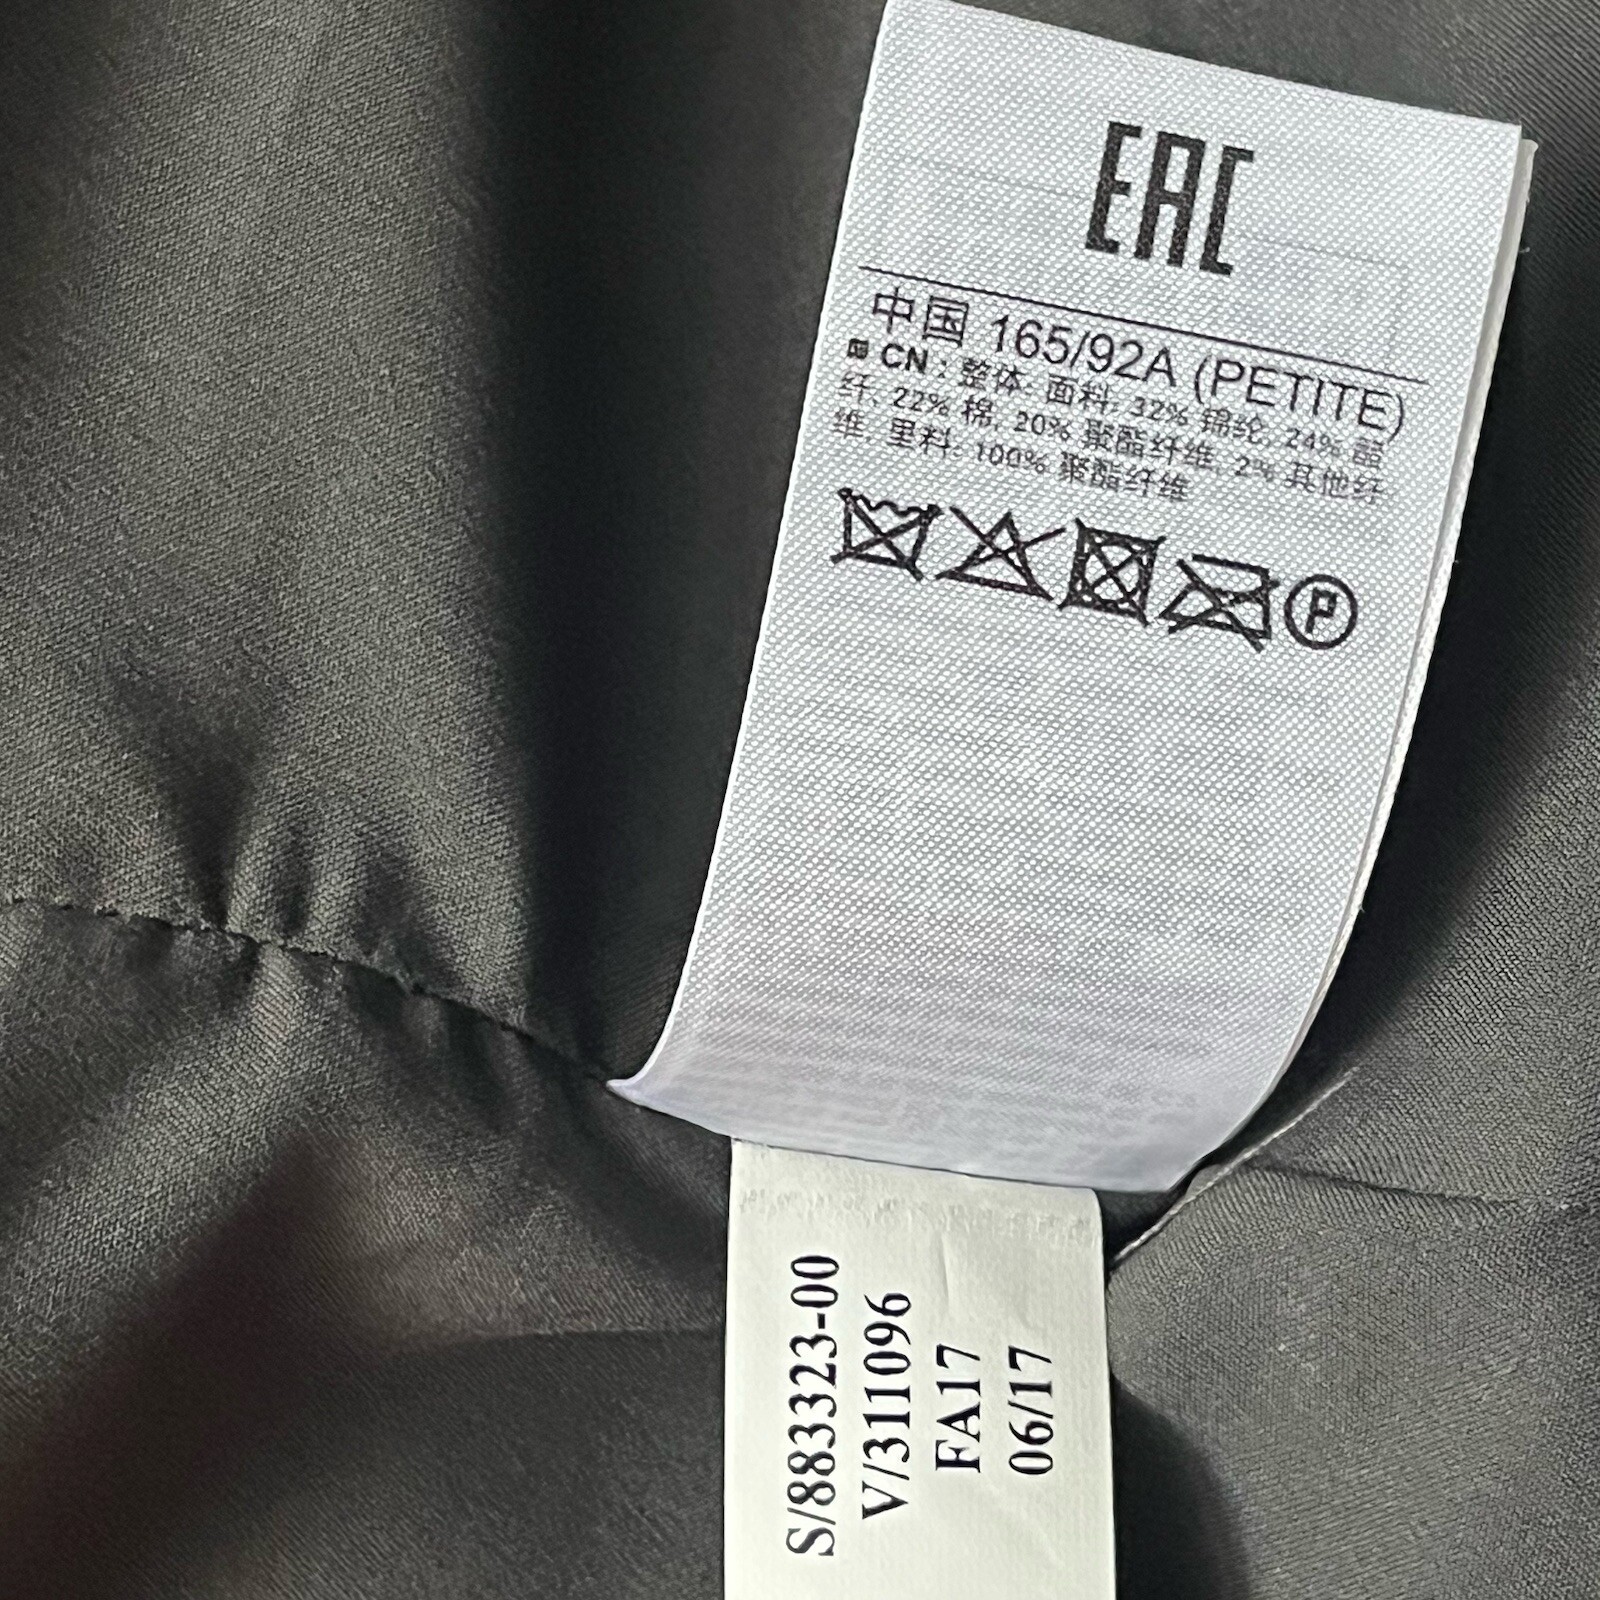 EAC
中国 165/92A (PETITE)
CN : 整体: 面料: 32% 锦纶, 24% 醋
纤, 22% 棉, 20% 聚酯纤维, 2% 其他纤
维, 里料: 100% 聚酯纤维
P
S/883323-00
V/311096
FA17
06/17